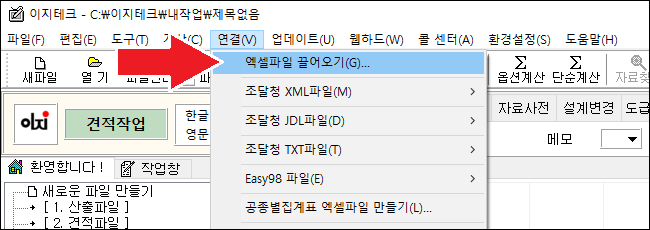 이지테크 - C:₩이지테크₩내작업₩제목없음
파일(F) 편집(E) 도구(T) 연결(V) 업데이트(U) 웹하드(W) 콜 센터(A) 환경설정(S) 도움말(H)
새파일 열 기 옵션계산 단순계산 자료찾
엑셀파일 끌어오기(G)...
조달청 XML파일(M)
조달청 JDL파일(D)
조달청 TXT파일(T)
Easy98 파일(E)
공종별집계표 엑셀파일 만들기(L)...
견적작업
한글
영문
자료사전 설계변경 도급
메모
환영합니다 ! 작업창
새로운 파일 만들기
[ 1. 산출파일 ]
[ 2. 견적파일 ]